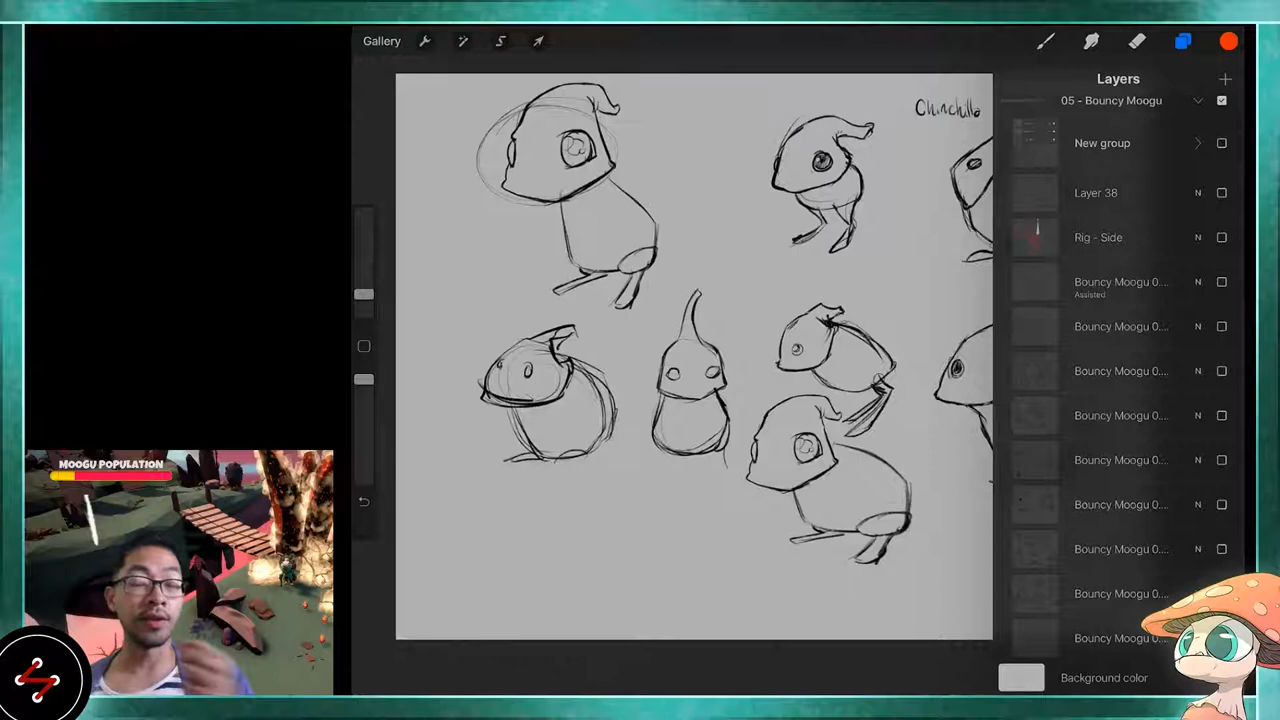 Gallery
Layers
Chinchilla
05 - Bouncy Moogu
New group
Layer 38 N
Rig - Side N
Bouncy Moogu 0.... N
Assisted
Bouncy Moogu 0.... N
Bouncy Moogu 0.... N
Bouncy Moogu 0.... N
Bouncy Moogu 0.... N
Bouncy Moogu 0.... N
Bouncy Moogu 0.... N
Bouncy Moogu 0.... N
Bouncy Moogu 0....
Background color
MOOGU POPULATION